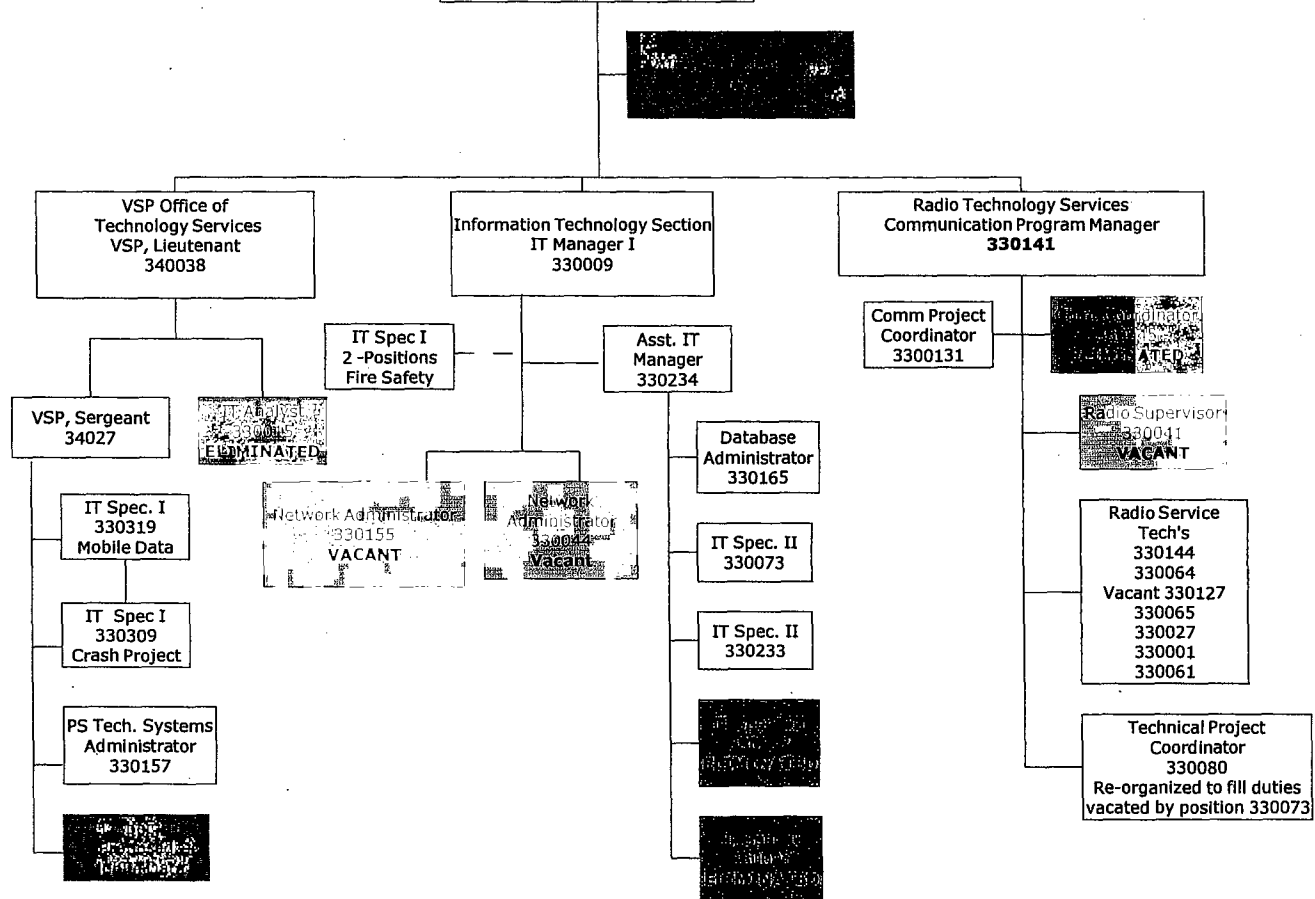 VSP Office of
Technology Services
VSP, Lieutenant
340038
Information Technology Section
IT Manager I
330009
Radio Technology Services
Communication Program Manager
330141
IT Spec I
2 -Positions
Fire Safety
Asst. IT
Manager
330234
Comm Project
Coordinator
3300131
VSP, Sergeant
34027
IT Analyst
ELIMINATED
Radio Supervisor
330041
VACANT
Database
Administrator
330165
IT Spec. I
330319
Mobile Data
Network Administrator
330155
VACANT
Network
Administrator
330044
Vacant
IT Spec. II
330073
Radio Service
Tech's
330144
330064
Vacant 330127
330065
330027
330001
330061
IT Spec I
330309
Crash Project
IT Spec. II
330233
PS Tech. Systems
Administrator
330157
Technical Project
Coordinator
330080
Re-organized to fill duties
vacated by position 330073
ELIMINATED